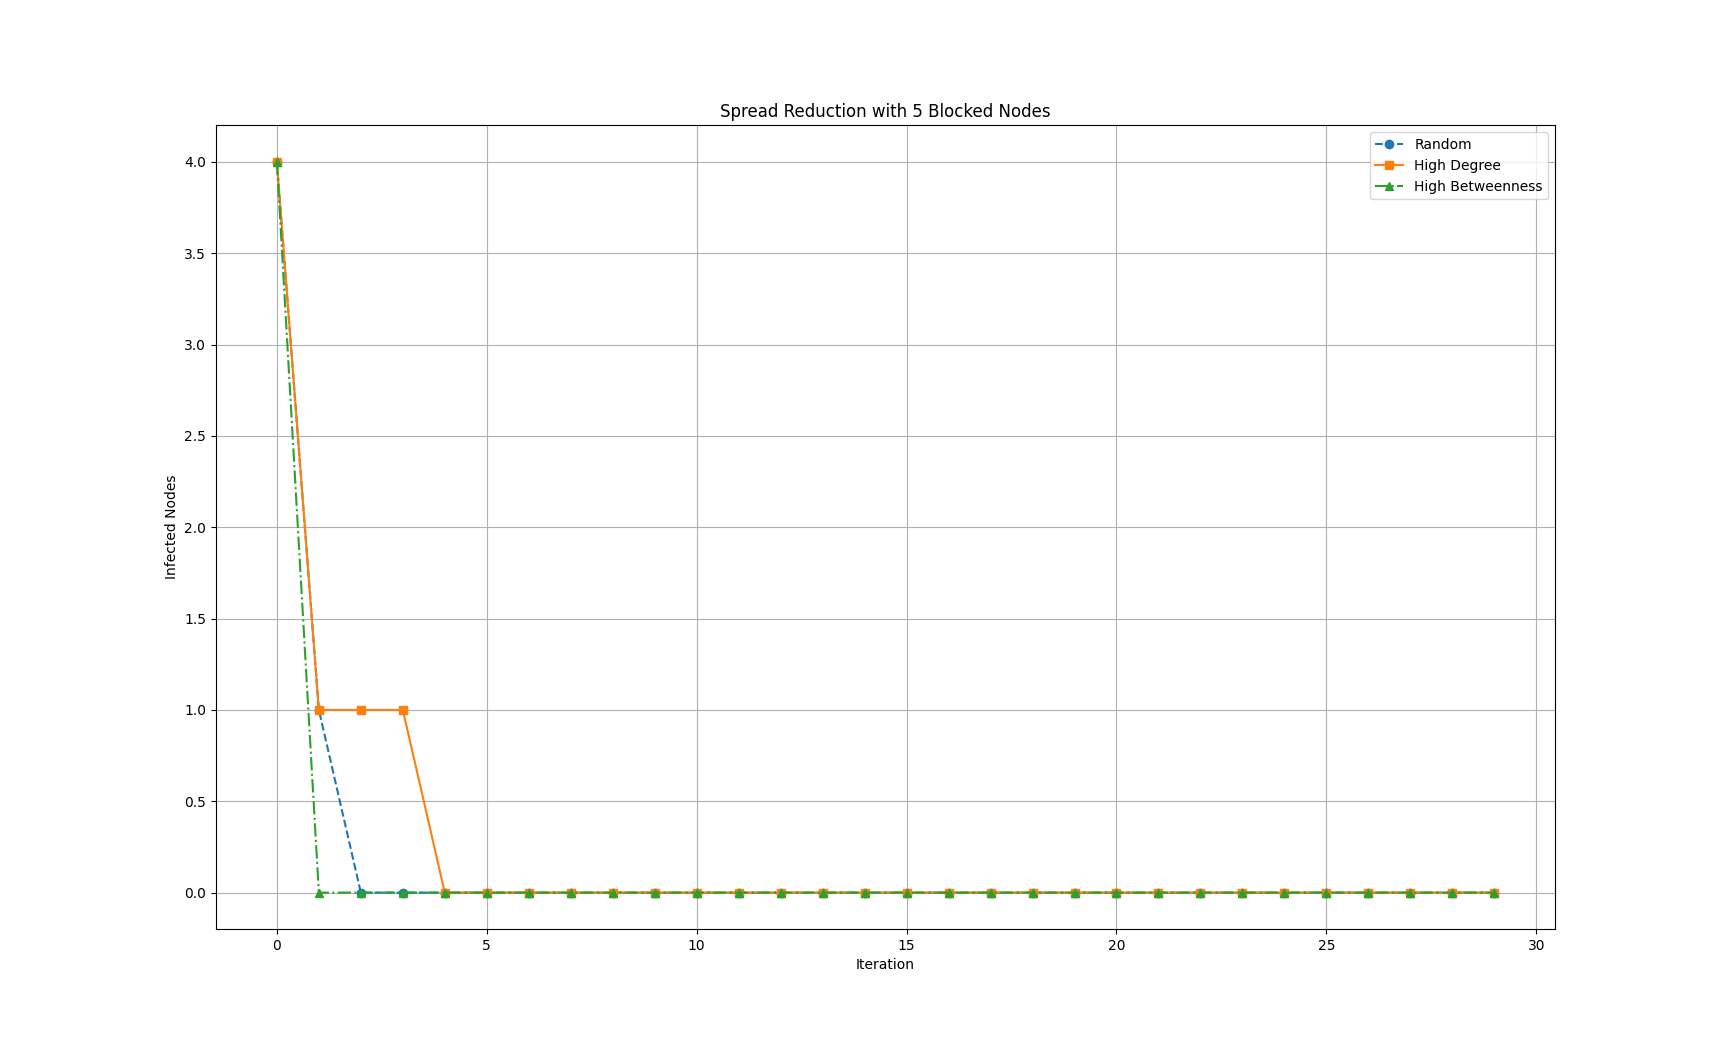 Spread Reduction with 5 Blocked Nodes
Random
High Degree
High Betweenness
4.0
3.5
3.0
2.5
2.0
1.5
1.0
0.5
0.0
Infected Nodes
0 5 10 15 20 25 30
Iteration